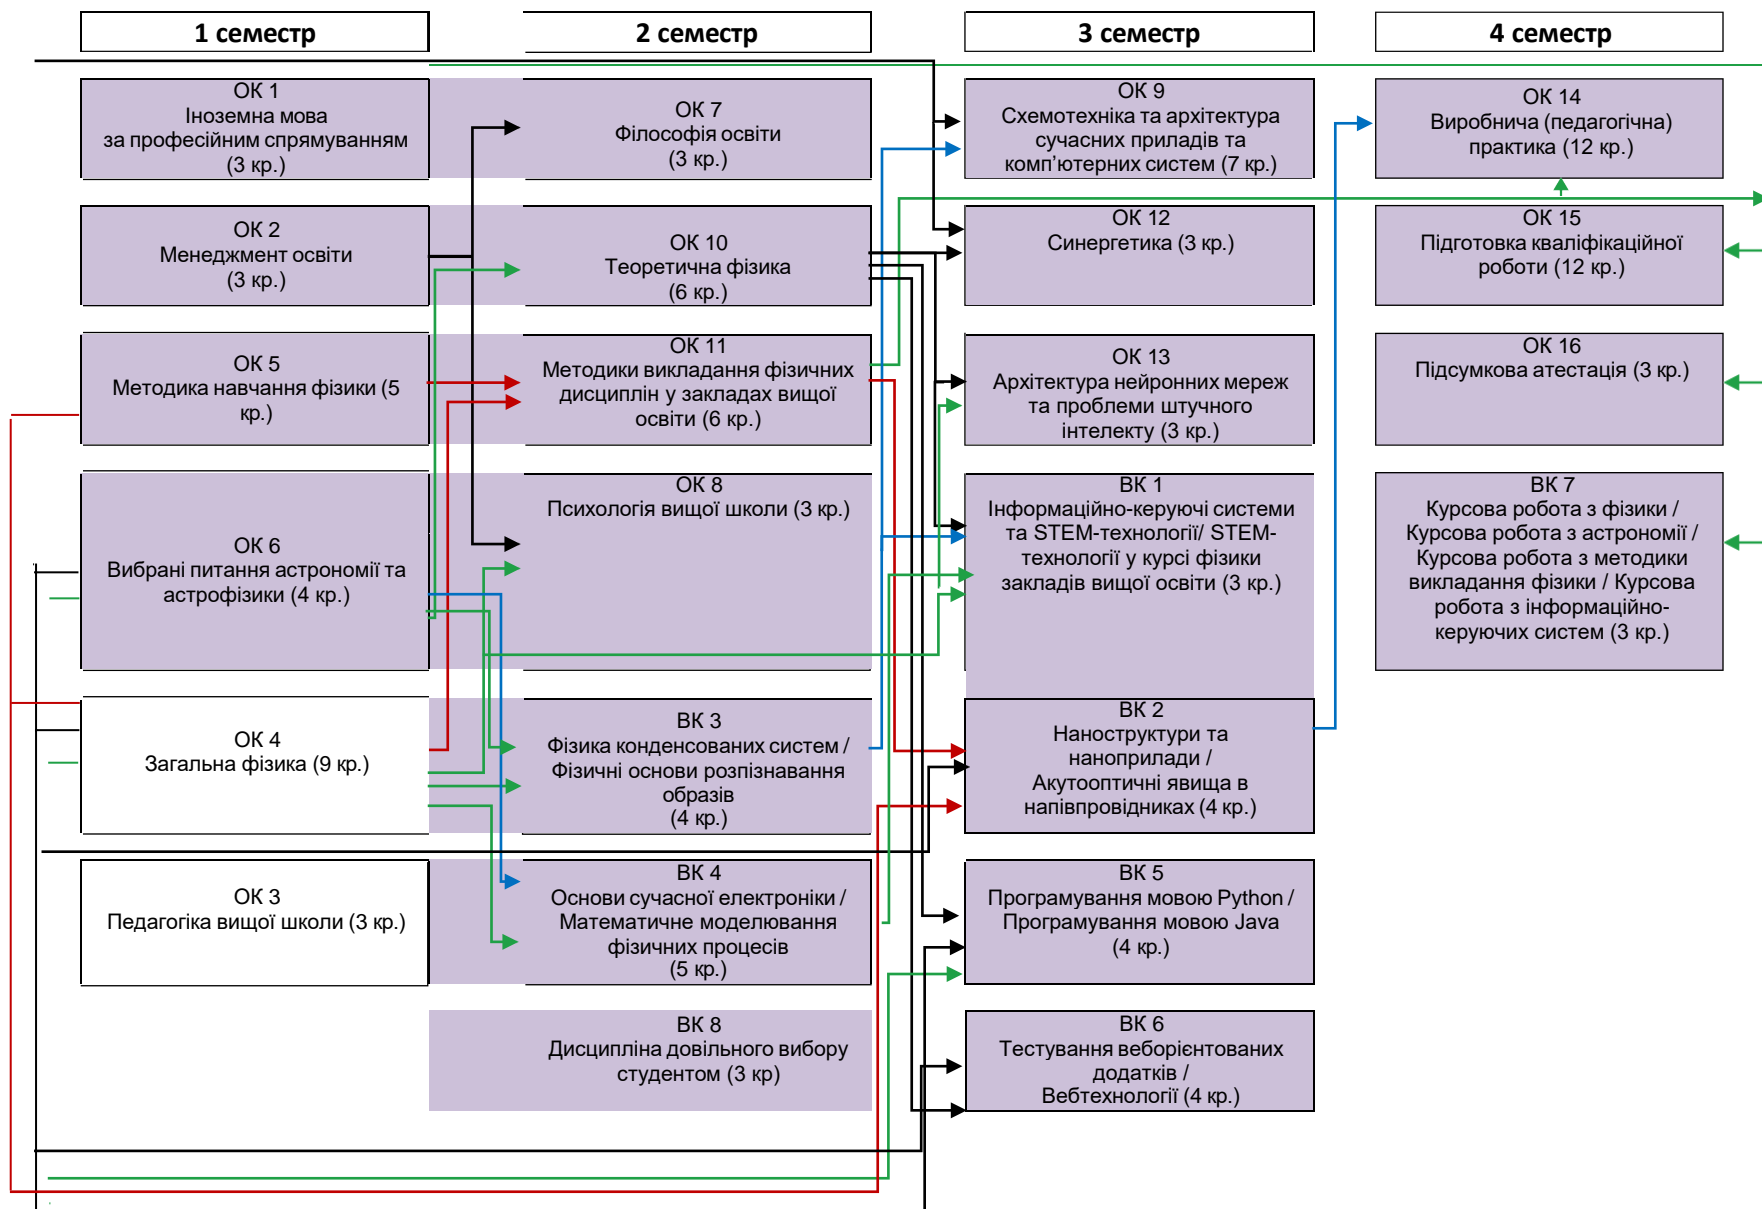 1 семестр
2 семестр
3 семестр
4 семестр
ОК 1
Іноземна мова
за професійним спрямуванням
(3 кр.)
ОК 2
Менеджмент освіти
(3 кр.)
ОК 5
Методика навчання фізики (5
кр.)
ОК 6
Вибрані питання астрономії та
астрофізики (4 кр.)
ОК 4
Загальна фізика (9 кр.)
ОК 3
Педагогіка вищої школи (3 кр.)
ОК 7
Філософія освіти
(3 кр.)
ОК 10
Теоретична фізика
(6 кр.)
ОК 11
Методики викладання фізичних
дисциплін у закладах вищої
освіти (6 кр.)
ОК 8
Психологія вищої школи (3 кр.)
ВК 3
Фізика конденсованих систем /
Фізичні основи розпізнавання
образів
(4 кр.)
ВК 4
Основи сучасної електроніки /
Математичне моделювання
фізичних процесів
(5 кр.)
ВК 8
Дисципліна довільного вибору
студентом (3 кр)
ОК 9
Схемотехніка та архітектура
сучасних приладів та
комп’ютерних систем (7 кр.)
ОК 12
Синергетика (3 кр.)
ОК 13
Архітектура нейронних мереж
та проблеми штучного
інтелекту (3 кр.)
ВК 1
Інформаційно-керуючі системи
та STEM-технології/ STEM-
технології у курсі фізики
закладів вищої освіти (3 кр.)
ВК 2
Наноструктури та
наноприлади /
Акутооптичні явища в
напівпровідниках (4 кр.)
ВК 5
Програмування мовою Python /
Програмування мовою Java
(4 кр.)
ВК 6
Тестування веборієнтованих
додатків /
Вебтехнології (4 кр.)
ОК 14
Виробнича (педагогічна)
практика (12 кр.)
ОК 15
Підготовка кваліфікаційної
роботи (12 кр.)
ОК 16
Підсумкова атестація (3 кр.)
ВК 7
Курсова робота з фізики /
Курсова робота з астрономії /
Курсова робота з методики
викладання фізики / Курсова
робота з інформаційно-
керуючих систем (3 кр.)